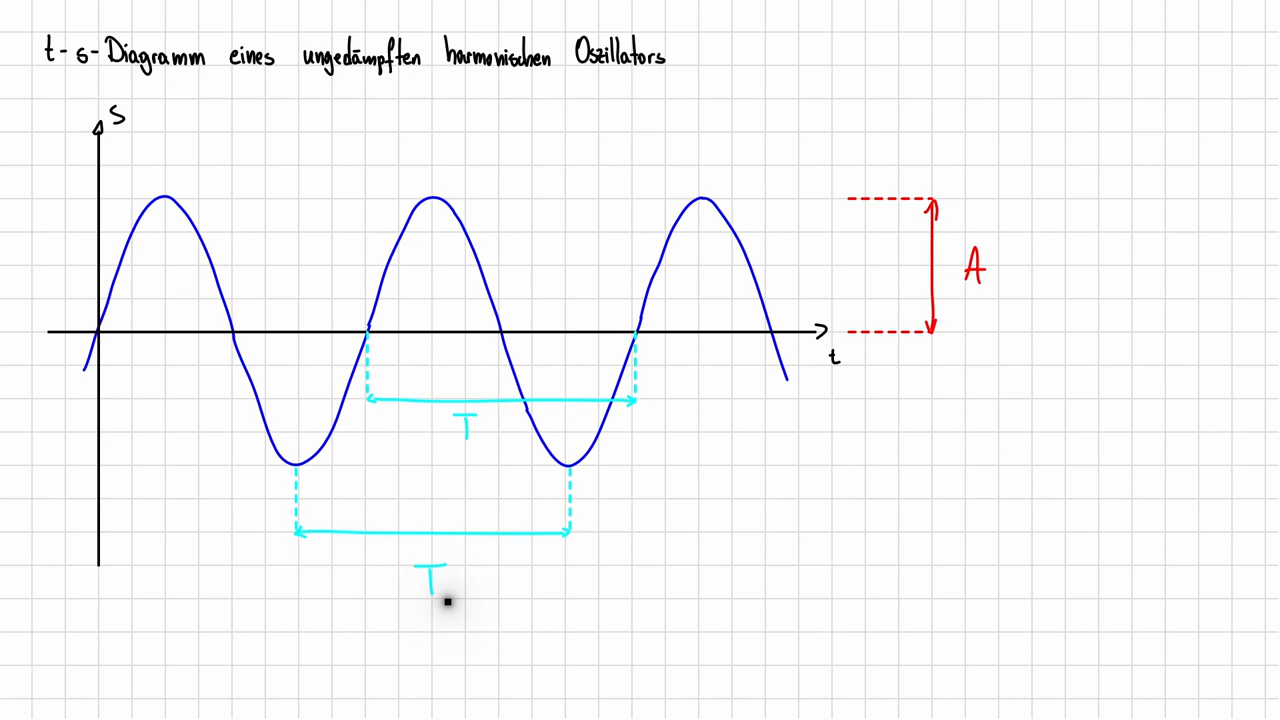 t-s-Diagramm eines ungedämpften harmonischen Oszillators
S
A
t
T
T